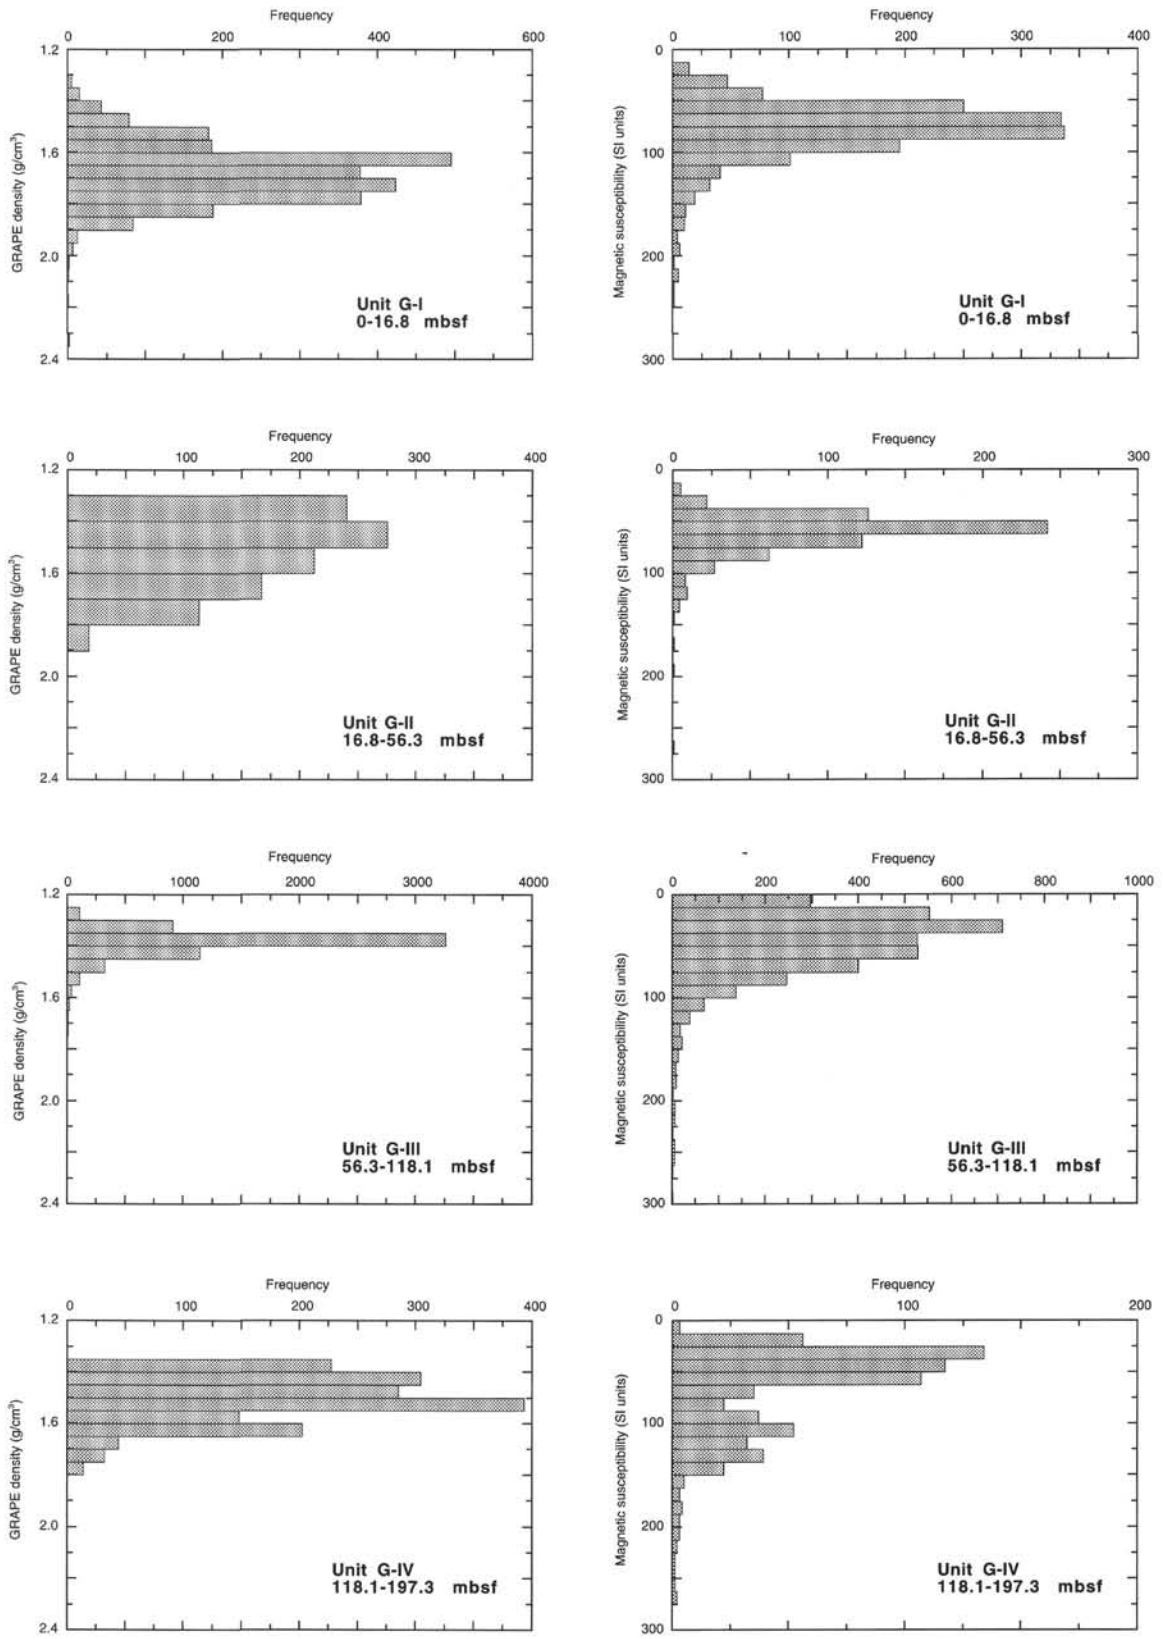 Frequency
0 200 400 600
1.2
1.6
2.0
2.4
GRAPE density (g/cm³)
Unit G-I
0-16.8 mbsf
Frequency
0 100 200 300 400
0
100
200
300
Magnetic susceptibility (SI units)
Unit G-I
0-16.8 mbsf
Frequency
0 100 200 300 400
1.2
1.6
2.0
2.4
GRAPE density (g/cm³)
Unit G-II
16.8-56.3 mbsf
Frequency
0 100 200 300
0
100
200
300
Magnetic susceptibility (SI units)
Unit G-II
16.8-56.3 mbsf
Frequency
0 1000 2000 3000 4000
1.2
1.6
2.0
2.4
GRAPE density (g/cm³)
Unit G-III
56.3-118.1 mbsf
Frequency
0 200 400 600 800 1000
0
100
200
300
Magnetic susceptibility (SI units)
Unit G-III
56.3-118.1 mbsf
Frequency
0 100 200 300 400
1.2
1.6
2.0
2.4
GRAPE density (g/cm³)
Unit G-IV
118.1-197.3 mbsf
Frequency
0 100 200
0
100
200
300
Magnetic susceptibility (SI units)
Unit G-IV
118.1-197.3 mbsf